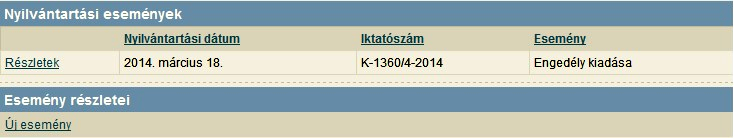 Nyilvántartási események
Nyilvántartási dátum Iktatószám Esemény
Részletek 2014. március 18. K-1360/4-2014 Engedély kiadása
Esemény részletei
Új esemény